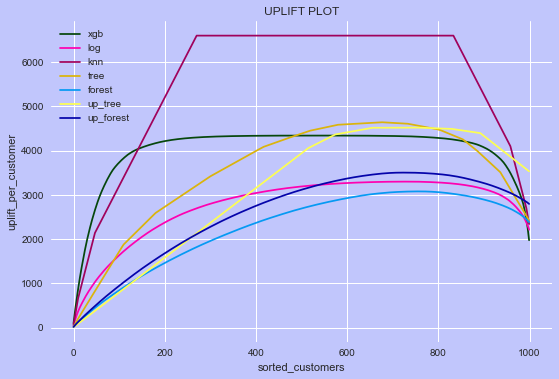 UPLIFT PLOT
xgb
log
knn
tree
forest
up_tree
up_forest
uplift_per_customer
6000
5000
4000
3000
2000
1000
0
0 200 400 600 800 1000
sorted_customers